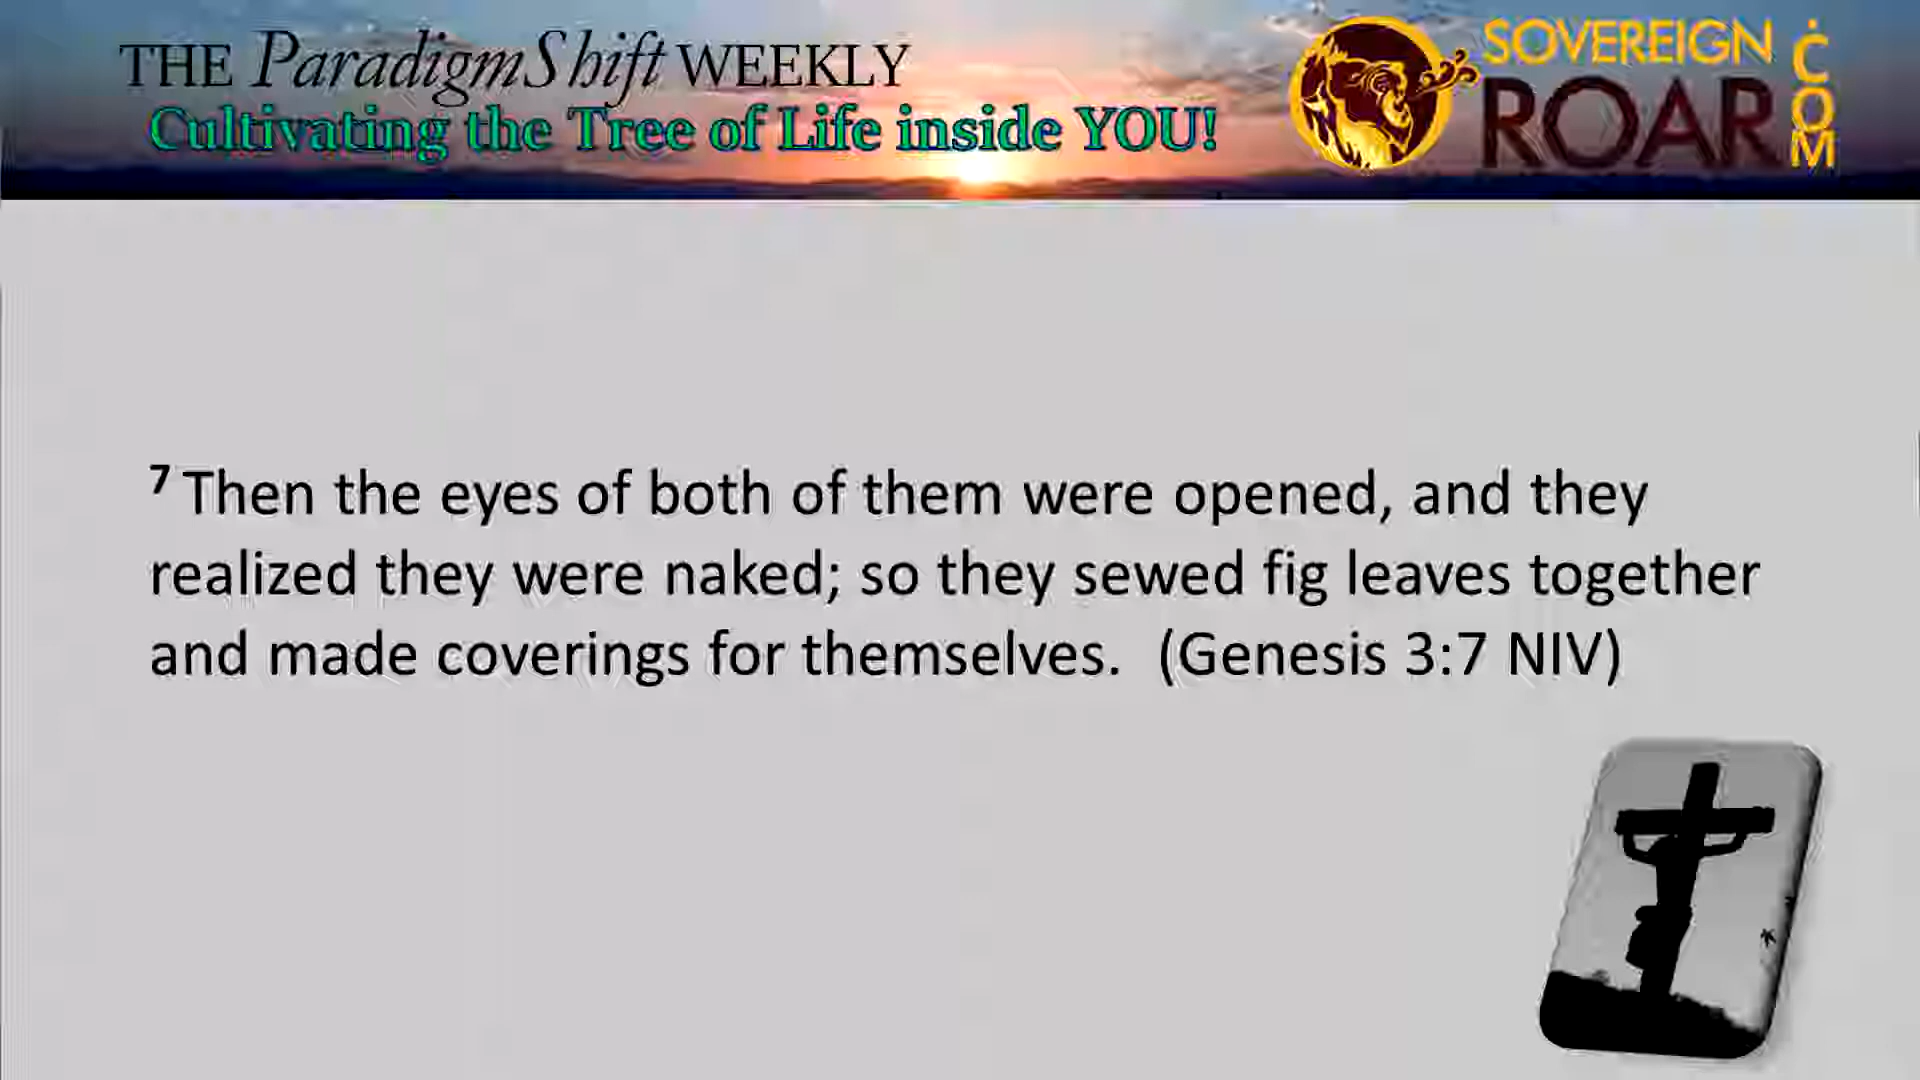 THE ParadigmShift WEEKLY
Cultivating the Tree of Life inside YOU!
SOVEREIGN
ROAR
.COM
7 Then the eyes of both of them were opened, and they
realized they were naked; so they sewed fig leaves together
and made coverings for themselves.  (Genesis 3:7 NIV)